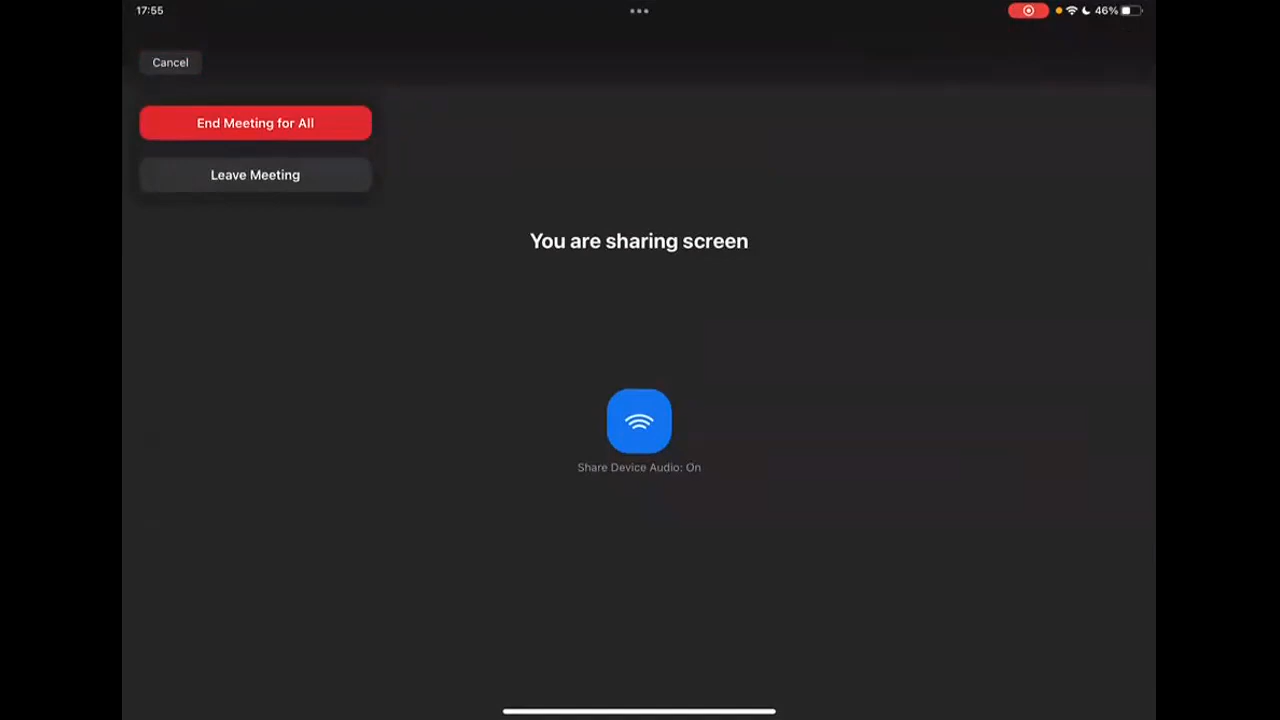 17:55
46%
Cancel
End Meeting for All
Leave Meeting
You are sharing screen
Share Device Audio: On